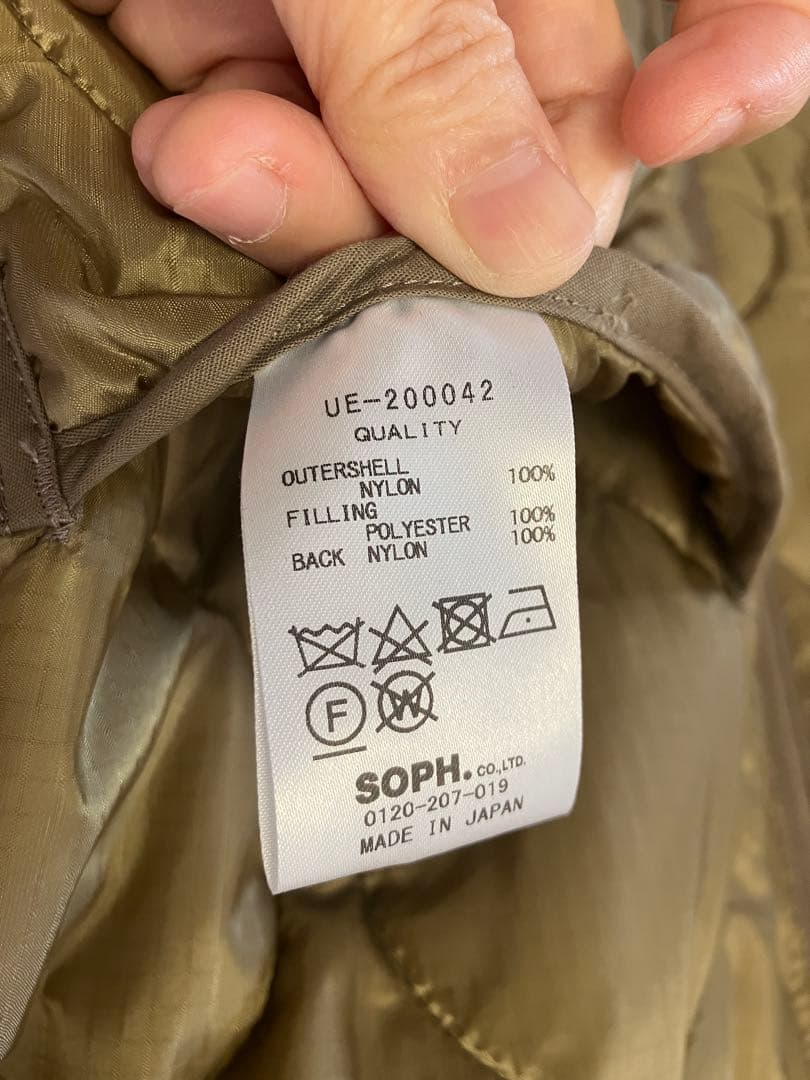 UE-200042
QUALITY
OUTERSHELL
NYLON 100%
FILLING
POLYESTER 100%
BACK NYLON 100%
F
W
SOPH. CO.,LTD.
0120-207-019
MADE IN JAPAN